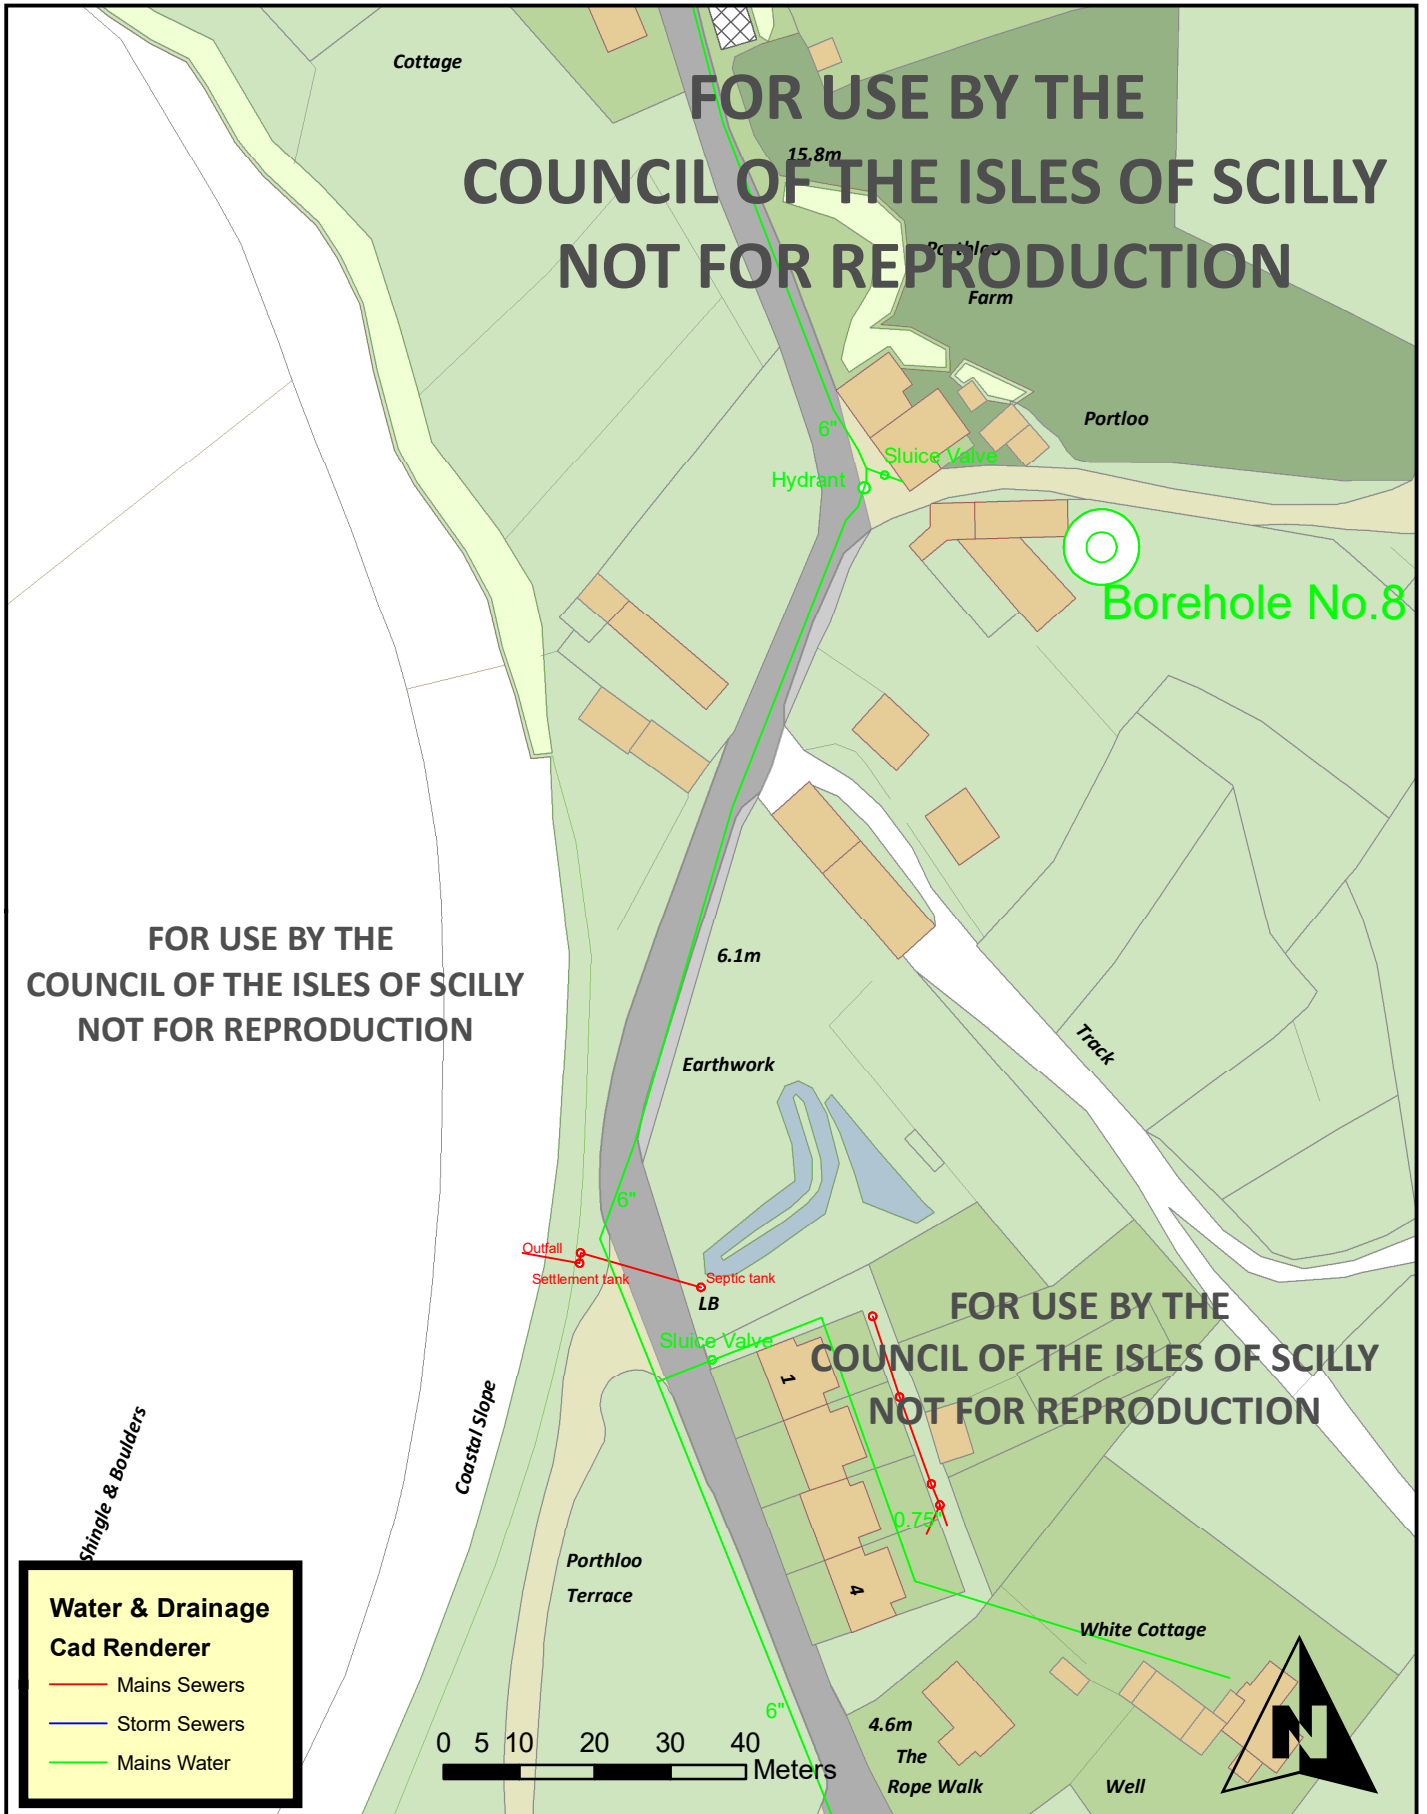 Cottage
FOR USE BY THE
COUNCIL OF THE ISLES OF SCILLY
NOT FOR REPRODUCTION
15.8m
Porthloo
Farm
Portloo
6"
Sluice Valve
Hydrant
Borehole No.8
FOR USE BY THE
COUNCIL OF THE ISLES OF SCILLY
NOT FOR REPRODUCTION
6.1m
Track
Earthwork
6"
Outfall
Settlement tank
Septic tank
LB
Sluice Valve
FOR USE BY THE
COUNCIL OF THE ISLES OF SCILLY
NOT FOR REPRODUCTION
1
Coastal Slope
Shingle & Boulders
0.75"
4
Porthloo
Terrace
White Cottage
6"
4.6m
The
Rope Walk
Well
Water & Drainage
Cad Renderer
Mains Sewers
Storm Sewers
Mains Water
0 5 10 20 30 40
Meters
N